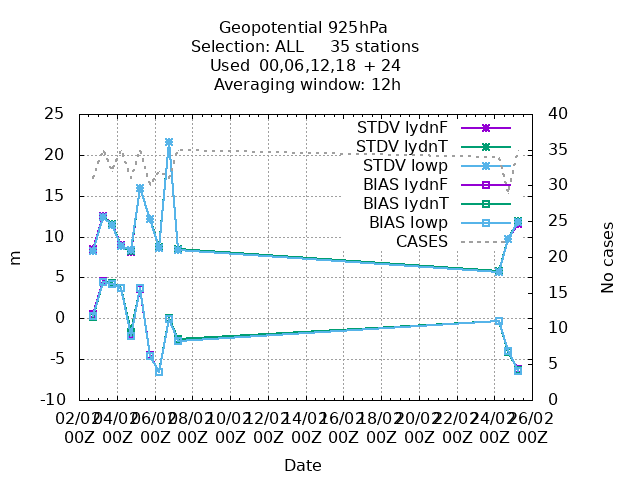 Geopotential 925hPa
Selection: ALL     35 stations
Used 00,06,12,18 + 24
Averaging window: 12h
25
20
15
10
5
0
-5
-10
m
40
35
30
25
20
15
10
5
0
No cases
STDV lydnF
STDV lydnT
STDV lowp
BIAS lydnF
BIAS lydnT
BIAS lowp
CASES
02/02 04/02 06/02 08/02 10/02 12/02 14/02 16/02 18/02 20/02 22/02 24/02 26/02
00Z 00Z 00Z 00Z 00Z 00Z 00Z 00Z 00Z 00Z 00Z 00Z 00Z
Date